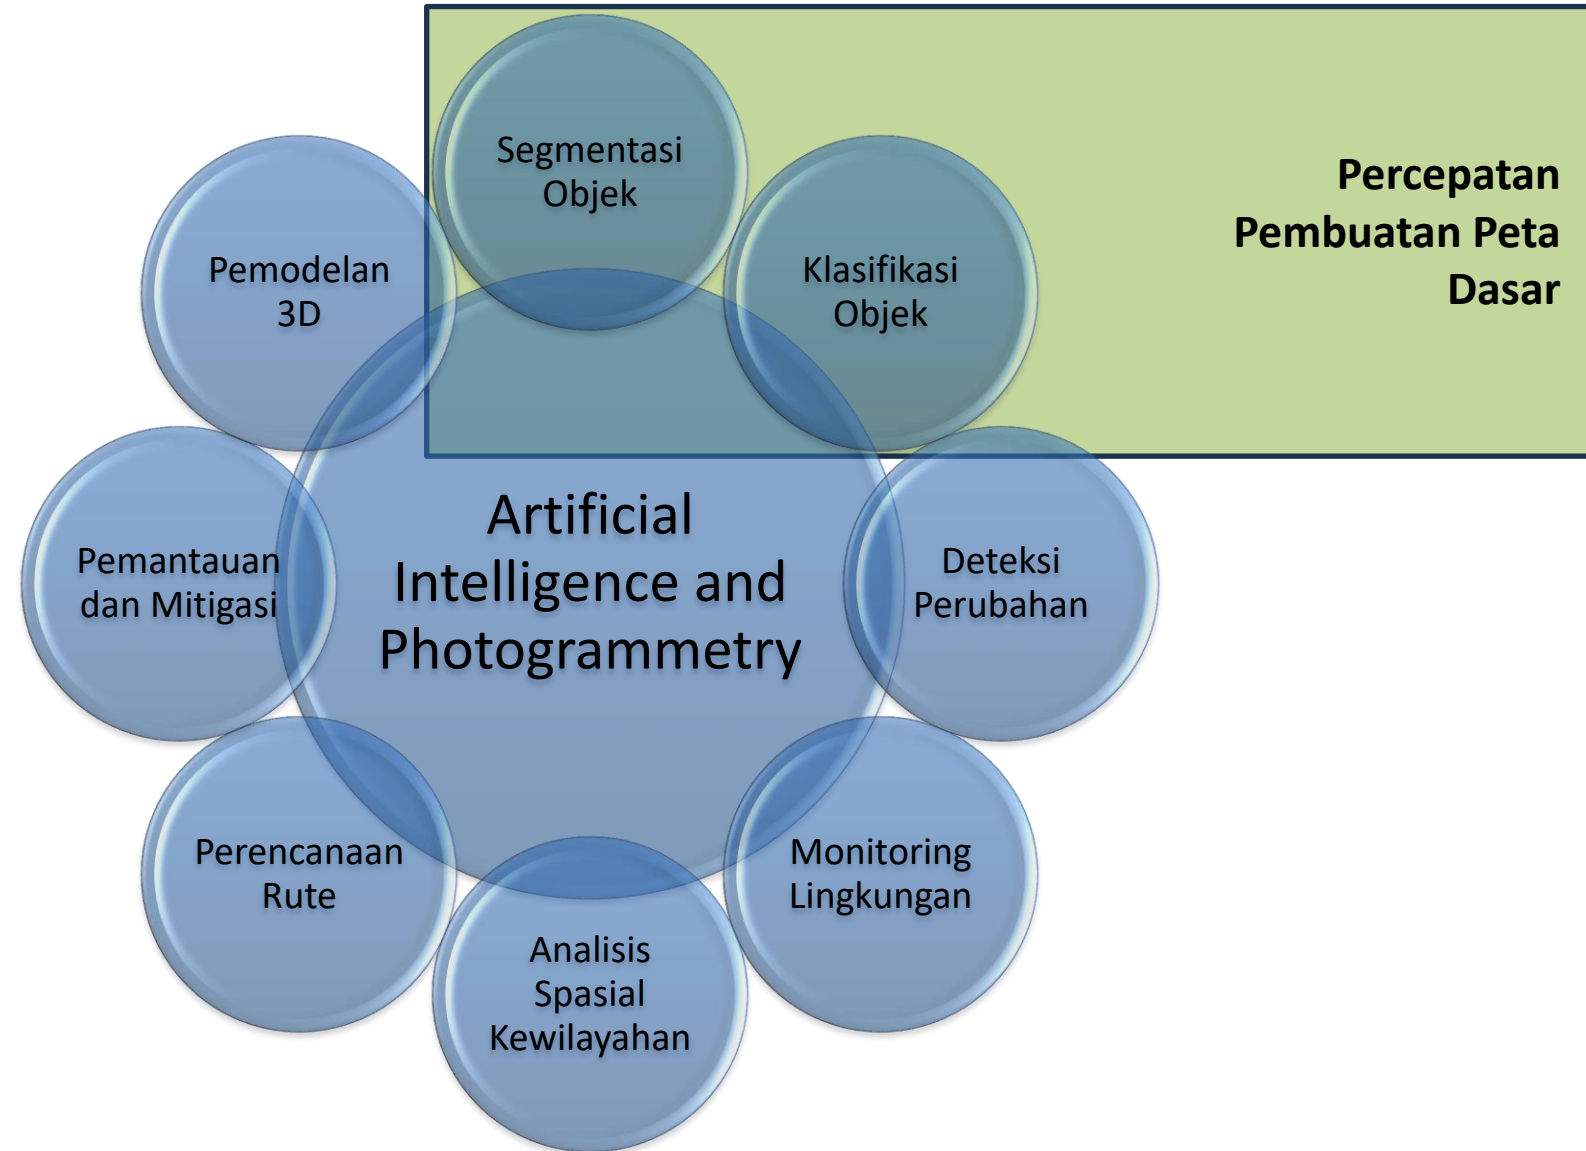 Segmentasi
Objek
Klasifikasi
Objek
Percepatan
Pembuatan Peta
Dasar
Pemodelan
3D
Artificial
Intelligence and
Photogrammetry
Pemantauan
dan Mitigasi
Deteksi
Perubahan
Perencanaan
Rute
Monitoring
Lingkungan
Analisis
Spasial
Kewilayahan